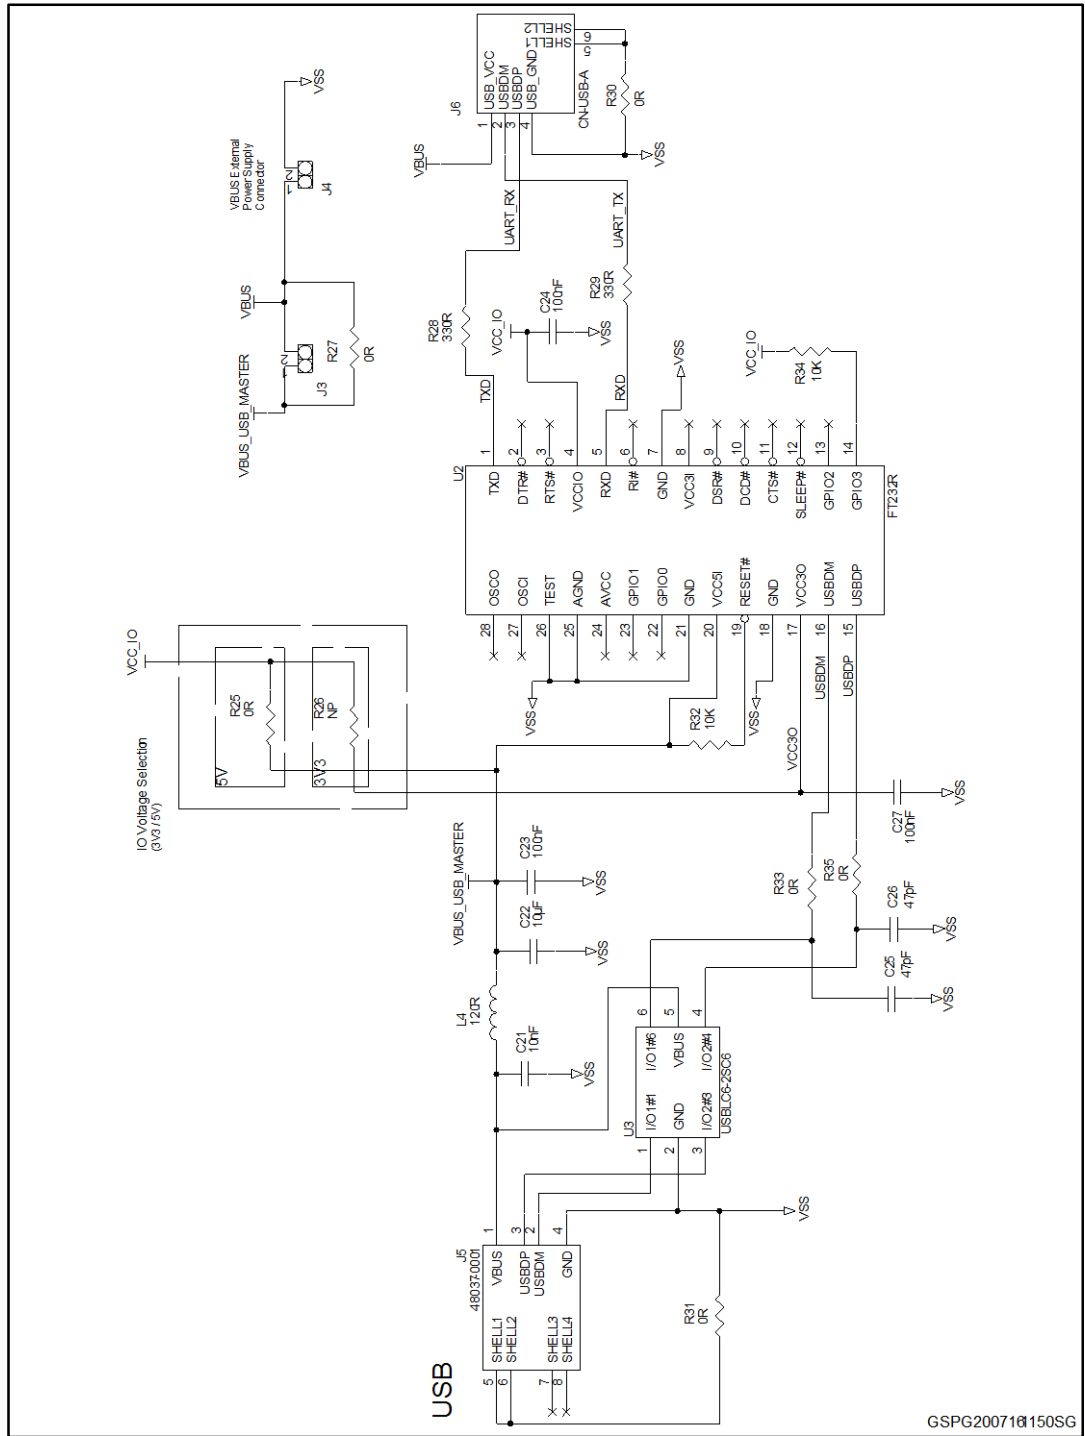 USB
J5
48037-0001
VBUS
USBDP
USBDM
GND
SHELL1
SHELL2
SHELL3
SHELL4
1
3
2
4
5
6
7
8
R31
0R
VSS
U3
I/O1#1
GND
I/O2#3
I/O1#6
VBUS
I/O2#4
USBLC6-2SC6
1
2
3
6
5
4
C21
10nF
VSS
L4
120R
C22
10µF
VSS
VBUS_USB_MASTER
C23
100nF
VSS
C25
47pF
VSS
C26
47pF
VSS
R33
0R
R35
0R
C27
100nF
VSS
IO Voltage Selection
(3V3 / 5V)
5V
R25
0R
3V3
R26
NP
VCC_IO
R32
10K
VSS
VSS
VCC3O
USBDM
USBDP
28
27
26
25
24
23
22
21
20
19
18
17
16
15
OSCO
OSCI
TEST
AGND
AVCC
GPIO1
GPIO0
GND
VCC5I
RESET#
GND
VCC3O
USBDM
USBDP
U2
TXD
DTR#
RTS#
VCCIO
RXD
RI#
GND
VCC3I
DSR#
DCD#
CTS#
SLEEP#
GPIO2
GPIO3
FT232R
1
2
3
4
5
6
7
8
9
10
11
12
13
14
TXD
RXD
VSS
VCC_IO
R34
10K
R28
330R
VCC_IO
C24
100nF
VSS
R29
330R
UART_RX
UART_TX
VBUS_USB_MASTER
J3
2
1
R27
0R
VBUS
VBUS External
Power Supply
Connector
2
1
J4
VSS
VBUS
J6
1
2
3
4
USB_VCC
USBDM
USBDP
USB_GND
SHELL1
SHELL2
5
6
CN-USB-A
R30
0R
VSS
GSPG2007161150SG